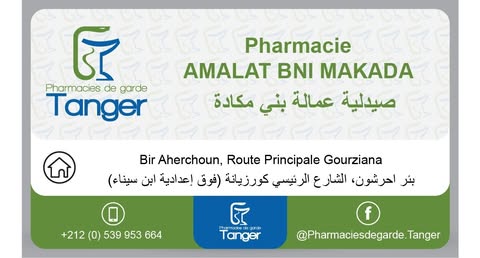 Pharmacies de garde
Tanger
Pharmacie
AMALAT BNI MAKADA
صيدلية عمالة بني مكادة
Bir Aherchoun, Route Principale Gourziana
بئر احرشون، الشارع الرئيسي كورزيانة (فوق إعدادية ابن سيناء)
+212 (0) 539 953 664
Pharmacies de garde
Tanger
@Pharmaciesdegarde.Tanger